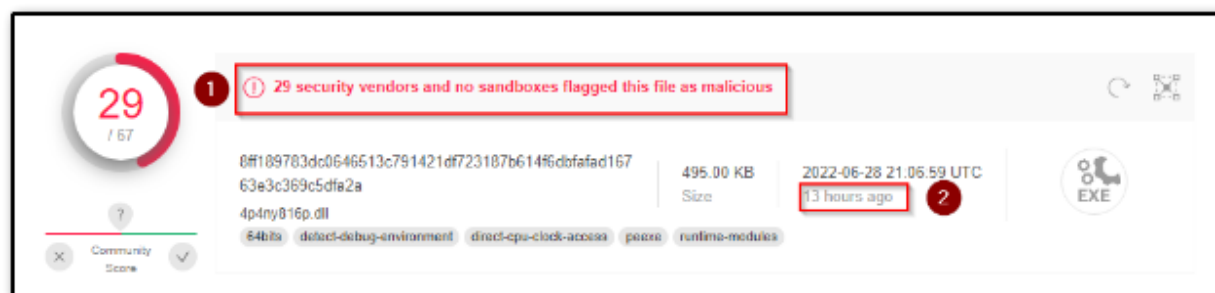 29
/ 67
?
Community
Score
1
29 security vendors and no sandboxes flagged this file as malicious
8ff189783dc0646513c791421df723187b614f6dbfafad167
63e3c369c5dfa2a
4p4ny816p.dll
64bits detect-debug-environment direct-cpu-clock-access peexe runtime-modules
495.00 KB
Size
2022-06-28 21:06:59 UTC
13 hours ago
2
EXE